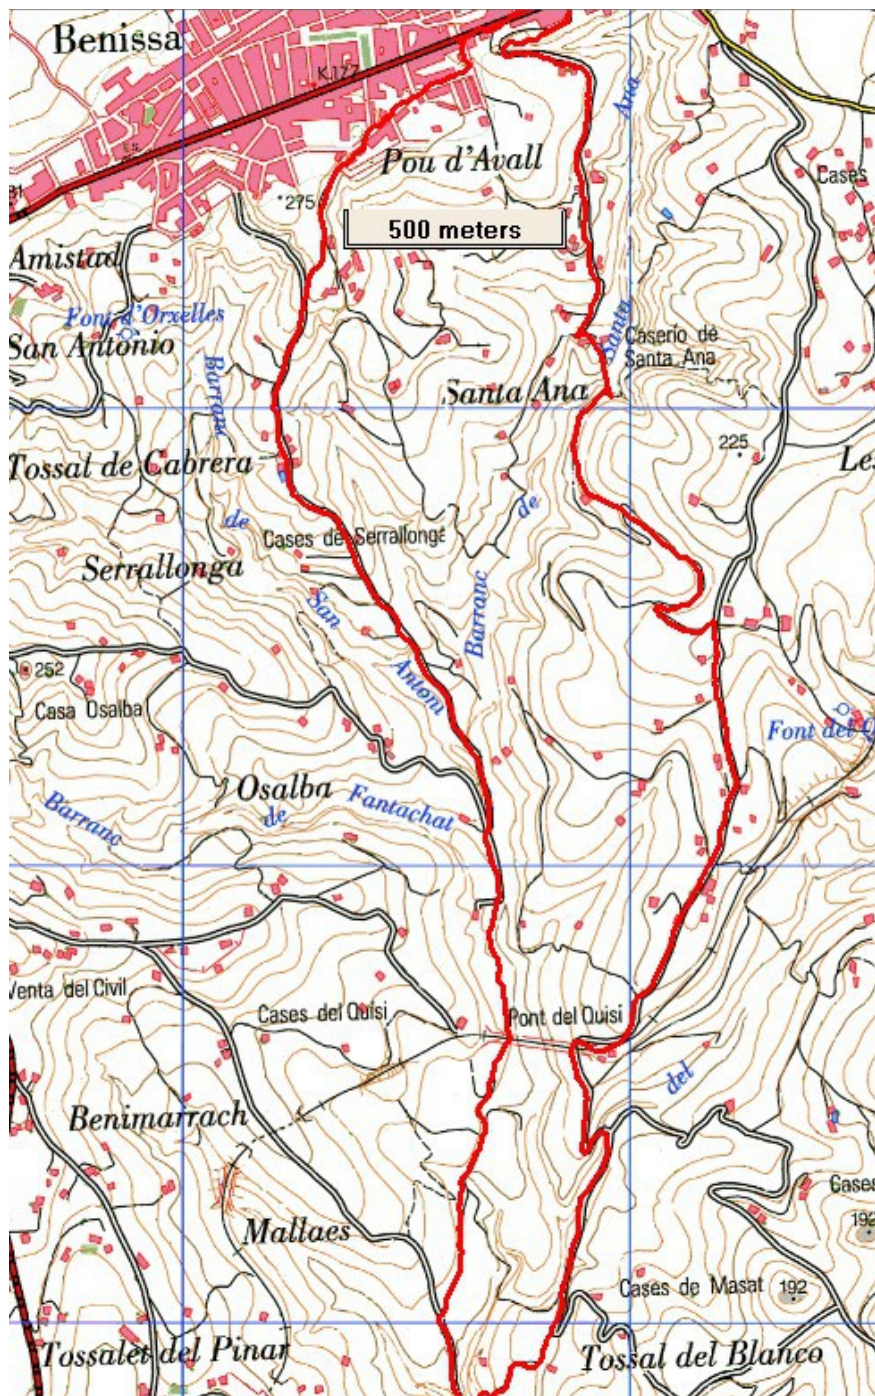 Benissa
K.177
Pou d'Avall
Cases
275
500 meters
Ana
Amistad
Font d'Orxelles
San Antonio
Santa
Caserío de
Santa Ana
Barranc
Santa Ana
225
Les
Tossal de Cabrera
de
de
Cases de Serrallonga
Serrallonga
San
Barranc
252
Antoni
Casa Osalba
Font del
Osalba
de
Fantachat
Barranc
Venta del Civil
Cases del Quisi
Pont del Quisi
del
Benimarrach
Cases
192
Mallaes
Cases de Masat
192
Tossalet del Pinar
Tossal del Blanco